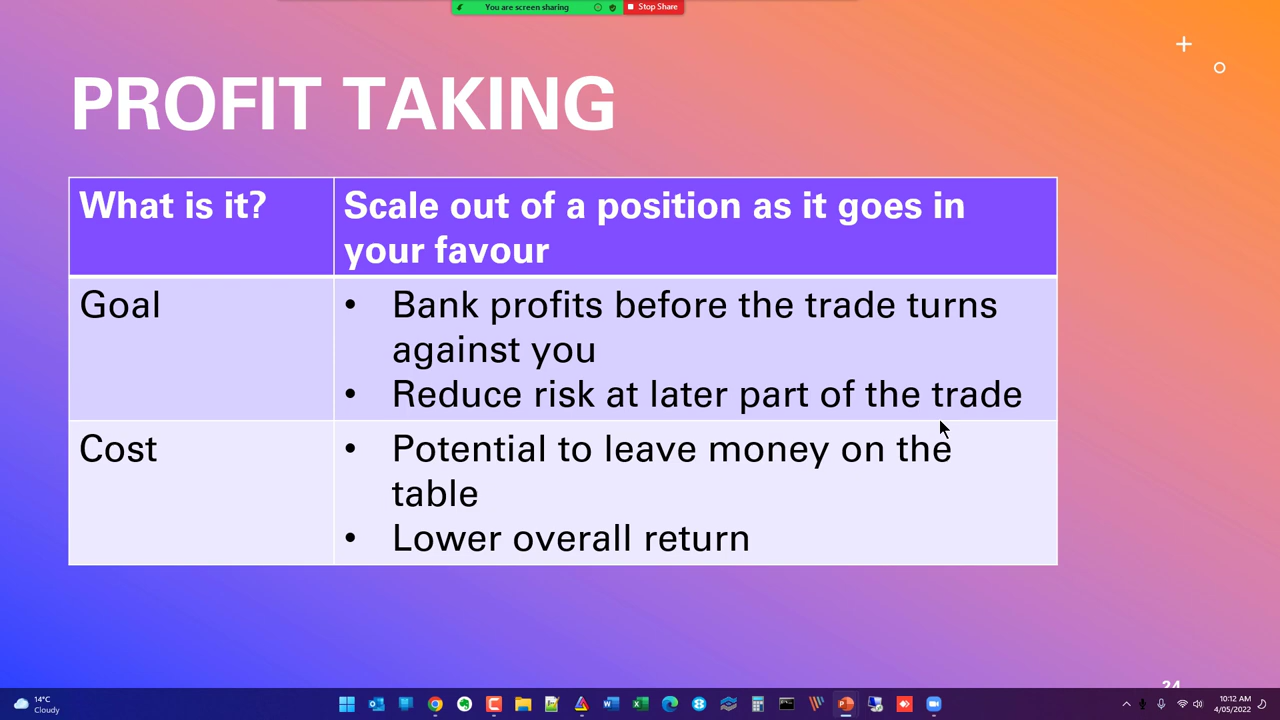 You are screen sharing
Stop Share
PROFIT TAKING
What is it?
Scale out of a position as it goes in
your favour
Goal
• Bank profits before the trade turns
against you
• Reduce risk at later part of the trade
Cost
• Potential to leave money on the
table
• Lower overall return
24
14°C
Cloudy
10:12 AM
4/05/2022